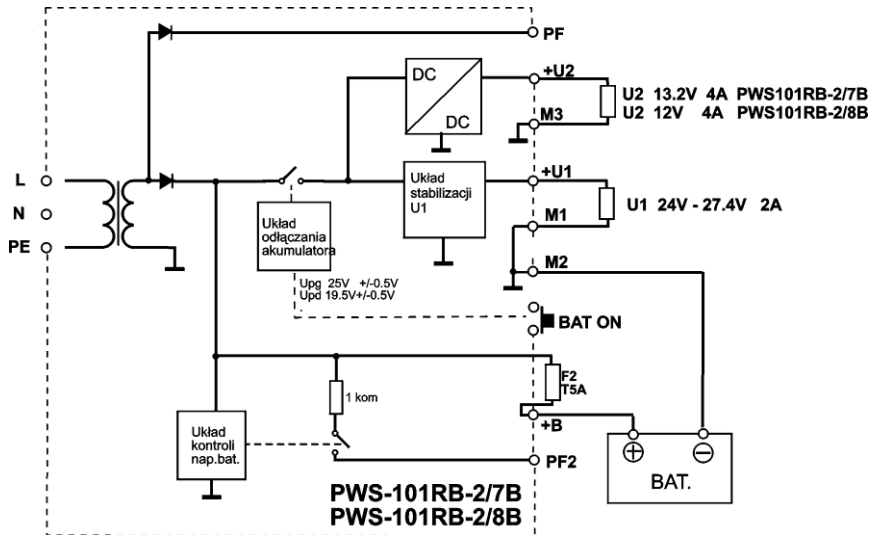 PF
DC
DC
+U2
U2 13.2V 4A PWS101RB-2/7B
U2 12V 4A PWS101RB-2/8B
M3
L
N
PE
Układ
stabilizacji
U1
+U1
M1
U1 24V - 27.4V 2A
M2
Układ
odłączania
akumulatora
Upg 25V +/-0.5V
Upd 19.5V+/-0.5V
BAT ON
F2
T5A
1 kom
+B
Układ
kontroli
nap.bat.
PF2
+
−
BAT.
PWS-101RB-2/7B
PWS-101RB-2/8B